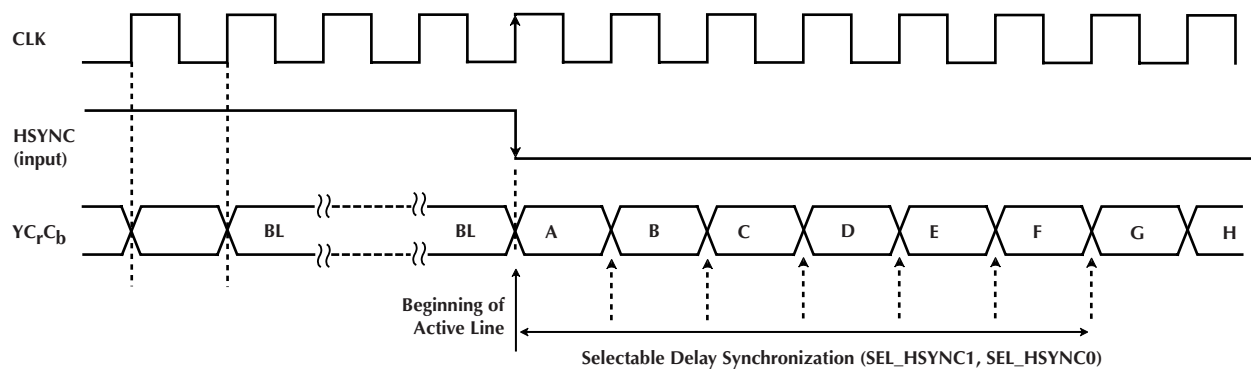 CLK
HSYNC
(input)
YCrCb
BL BL A B C D E F G H
Beginning of
Active Line
Selectable Delay Synchronization (SEL_HSYNC1, SEL_HSYNC0)